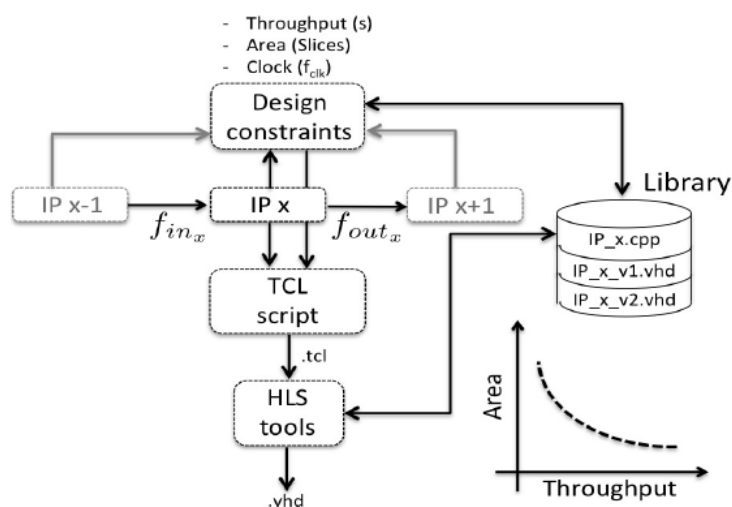 - Throughput (s)
- Area (Slices)
- Clock (f_clk)
Design
constraints
IP x-1
IP x
IP x+1
f_in_x
f_out_x
Library
IP_x.cpp
IP_x_v1.vhd
IP_x_v2.vhd
TCL
script
.tcl
HLS
tools
.vhd
Area
Throughput